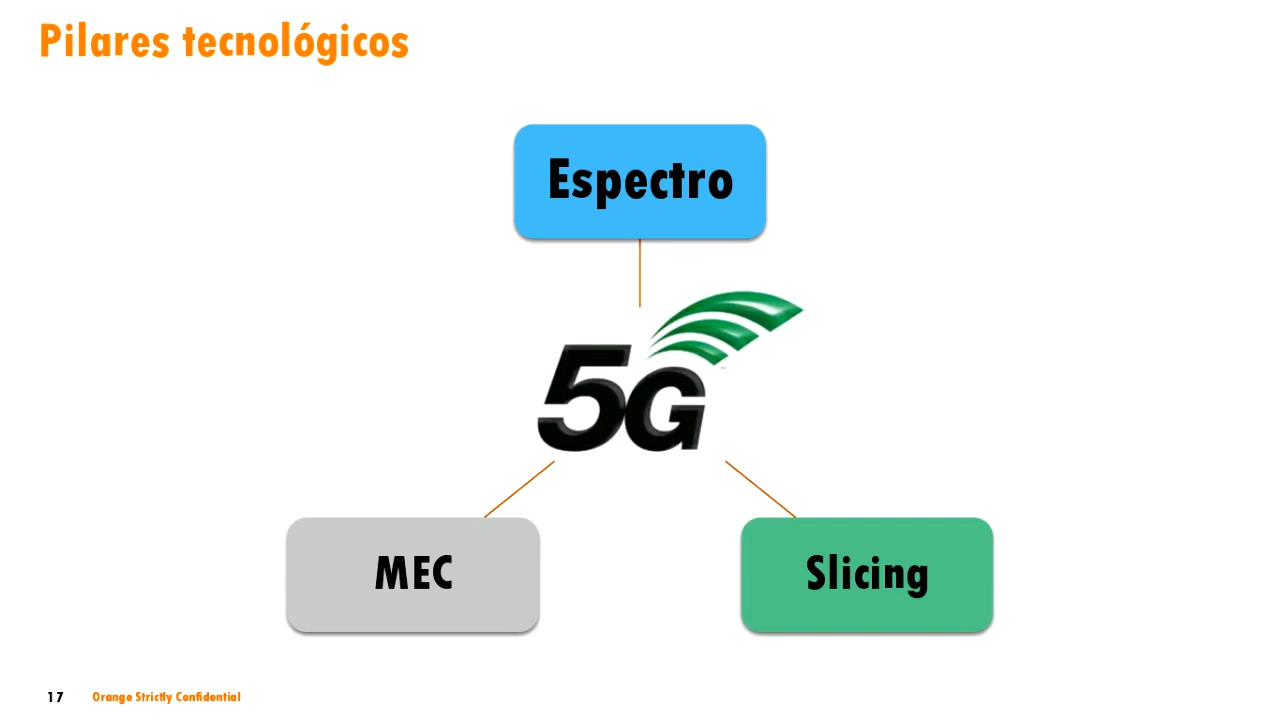 Pilares tecnológicos
Espectro
5G
MEC
Slicing
17 Orange Strictly Confidential